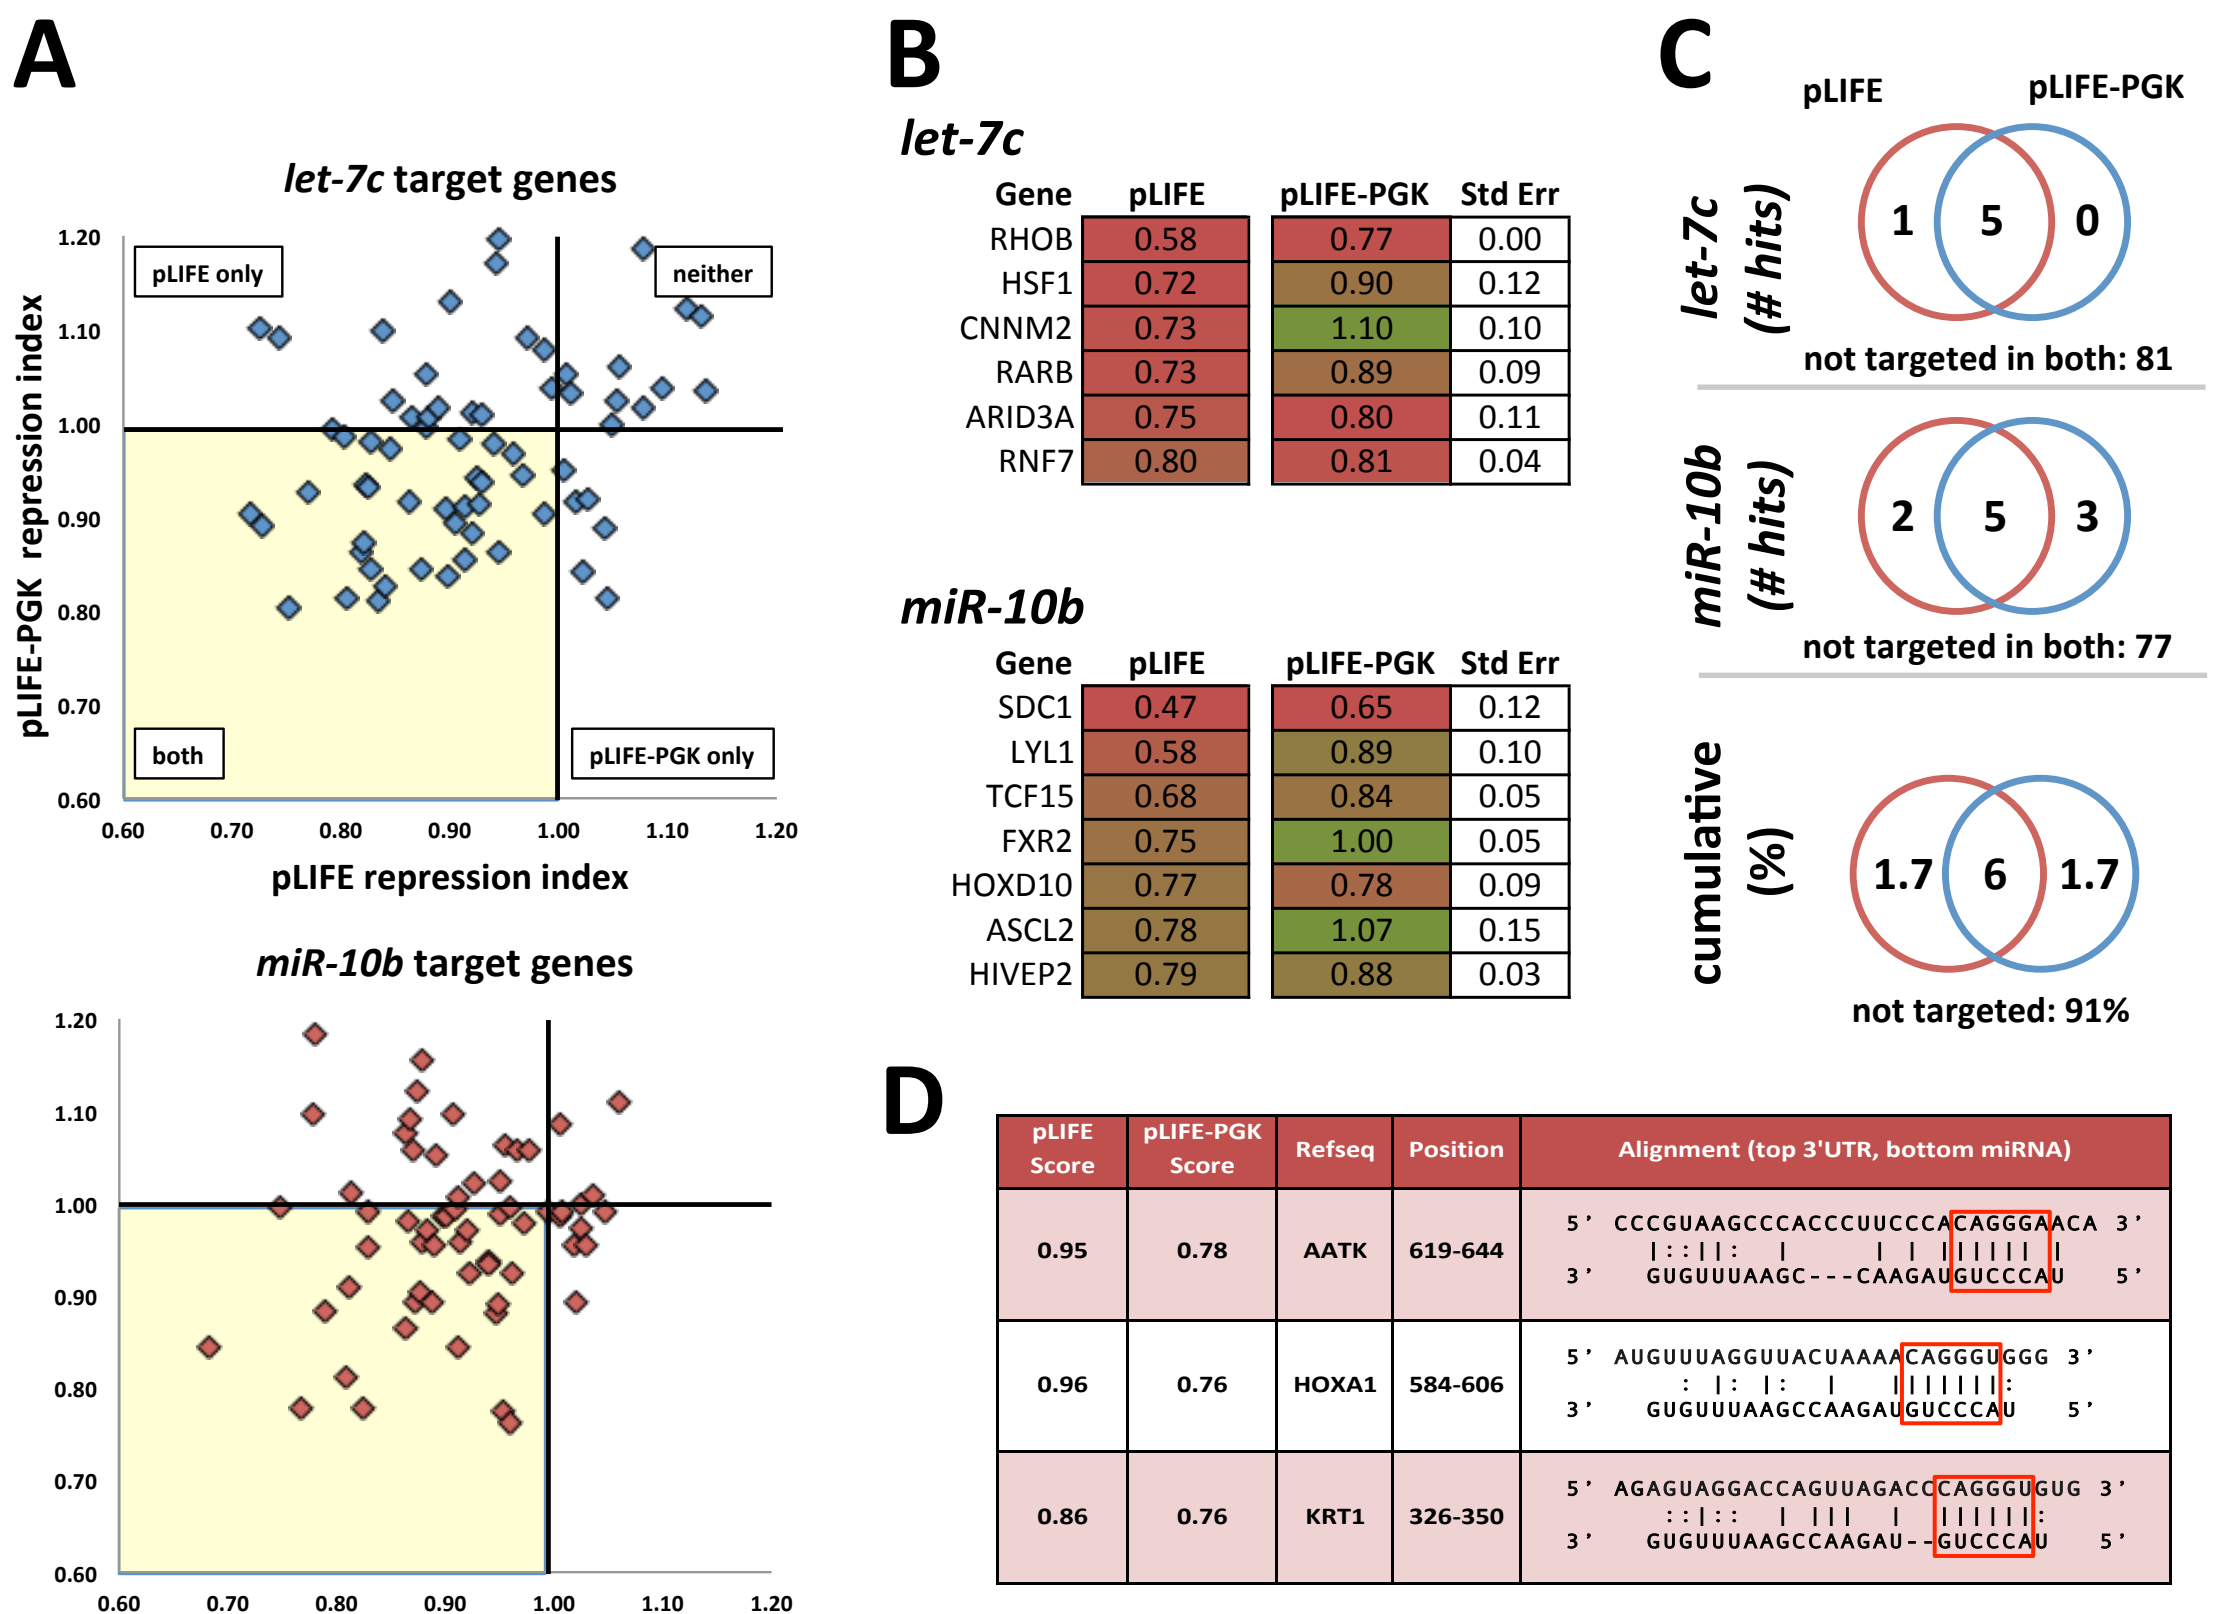 A
let-7c target genes
pLIFE-PGK repression index
1.20
1.10
1.00
0.90
0.80
0.70
0.60
pLIFE only
neither
both
pLIFE-PGK only
0.60 0.70 0.80 0.90 1.00 1.10 1.20
pLIFE repression index
miR-10b target genes
1.20
1.10
1.00
0.90
0.80
0.70
0.60
0.60 0.70 0.80 0.90 1.00 1.10 1.20
B
let-7c
Gene pLIFE pLIFE-PGK Std Err
RHOB 0.58 0.77 0.00
HSF1 0.72 0.90 0.12
CNNM2 0.73 1.10 0.10
RARB 0.73 0.89 0.09
ARID3A 0.75 0.80 0.11
RNF7 0.80 0.81 0.04
miR-10b
Gene pLIFE pLIFE-PGK Std Err
SDC1 0.47 0.65 0.12
LYL1 0.58 0.89 0.10
TCF15 0.68 0.84 0.05
FXR2 0.75 1.00 0.05
HOXD10 0.77 0.78 0.09
ASCL2 0.78 1.07 0.15
HIVEP2 0.79 0.88 0.03
C
pLIFE pLIFE-PGK
let-7c
(# hits)
1 5 0
not targeted in both: 81
miR-10b
(# hits)
2 5 3
not targeted in both: 77
cumulative
(%)
1.7 6 1.7
not targeted: 91%
D
pLIFE Score pLIFE-PGK Score Refseq Position Alignment (top 3'UTR, bottom miRNA)
5’ CCCGUAAGCCCACCCUUCCCACAGGGAACA 3’
0.95 0.78 AATK 619-644
3’ GUGUUUAAGC---CAAGAUGUCCCAU 5’
5’ AUGUUUAGGUUACUAAAACAGGGUGGG 3’
0.96 0.76 HOXA1 584-606
3’ GUGUUUAAGCCAAGAUGUCCCAU 5’
5’ AGAGUAGGACCAGUUAGACCCAGGGUGUG 3’
0.86 0.76 KRT1 326-350
3’ GUGUUUAAGCCAAGAU--GUCCCAU 5’